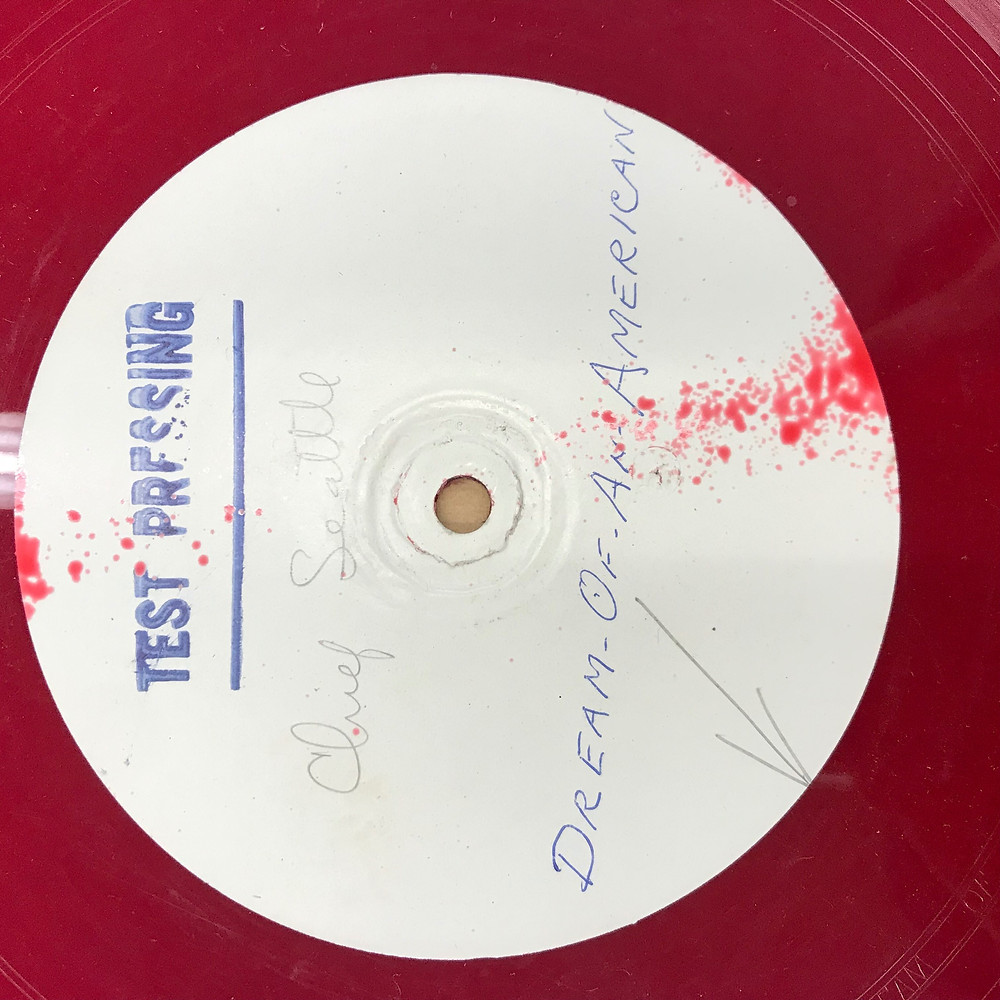 TEST PRESSING
Chief Seattle
DREAM-OF-AN-AMERICAN